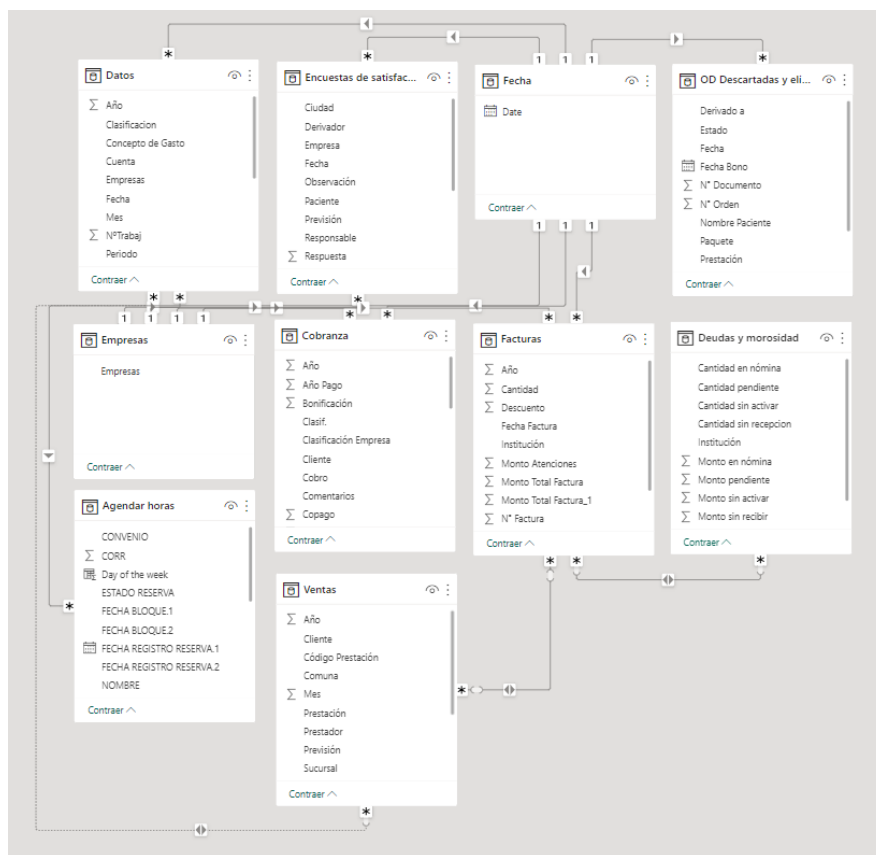 Datos
Año
Clasificacion
Concepto de Gasto
Cuenta
Empresas
Fecha
Mes
NºTrabaj
Periodo
Contraer
Encuestas de satisfac...
Ciudad
Derivador
Empresa
Fecha
Observación
Paciente
Previsión
Responsable
Respuesta
Contraer
Fecha
Date
Contraer
OD Descartadas y eli...
Derivado a
Estado
Fecha
Fecha Bono
N° Documento
N° Orden
Nombre Paciente
Paquete
Prestación
Contraer
Empresas
Empresas
Contraer
Cobranza
Año
Año Pago
Bonificación
Clasif.
Clasificación Empresa
Cliente
Cobro
Comentarios
Copago
Contraer
Facturas
Año
Cantidad
Descuento
Fecha Factura
Institución
Monto Atenciones
Monto Total Factura
Monto Total Factura_1
N° Factura
Contraer
Deudas y morosidad
Cantidad en nómina
Cantidad pendiente
Cantidad sin activar
Cantidad sin recepcion
Institución
Monto en nómina
Monto pendiente
Monto sin activar
Monto sin recibir
Contraer
Agendar horas
CONVENIO
CORR
Day of the week
ESTADO RESERVA
FECHA BLOQUE.1
FECHA BLOQUE.2
FECHA REGISTRO RESERVA.1
FECHA REGISTRO RESERVA.2
NOMBRE
Contraer
Ventas
Año
Cliente
Código Prestación
Comuna
Mes
Prestación
Prestador
Previsión
Sucursal
Contraer